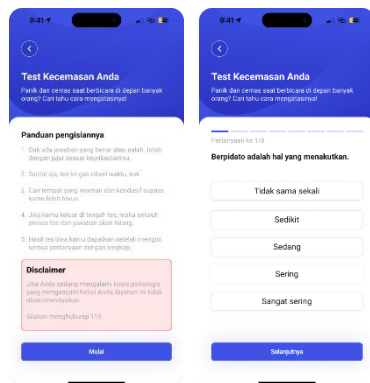 9:41
Test Kecemasan Anda
Panik dan cemas saat berbicara di depan banyak
orang? Cari tahu cara mengatasinya!
Panduan pengisiannya
1. Gak ada jawaban yang benar atau salah. Isilah
dengan jujur sesuai kepribadianmu.
2. Santai aja, tes ini gak diberi waktu, kok
3. Cari tempat yang nyaman dan kondusif supaya
kamu lebih fokus.
4. Jika kamu keluar di tengah tes, maka seluruh
proses tes dan jawaban akan hilang.
5. Hasil tes bisa kamu dapatkan setelah mengisi
semua pertanyaan dengan lengkap.
Disclaimer
Jika Anda sedang mengalami krisis psikologis
yang mengancam hidup Anda, layanan ini tidak
direkomendasikan.
Silakan menghubungi 119.
Mulai
9:41
Test Kecemasan Anda
Panik dan cemas saat berbicara di depan banyak
orang? Cari tahu cara mengatasinya!
Pertanyaan ke 1/8
Berpidato adalah hal yang menakutkan.
Tidak sama sekali
Sedikit
Sedang
Sering
Sangat sering
Selanjutnya